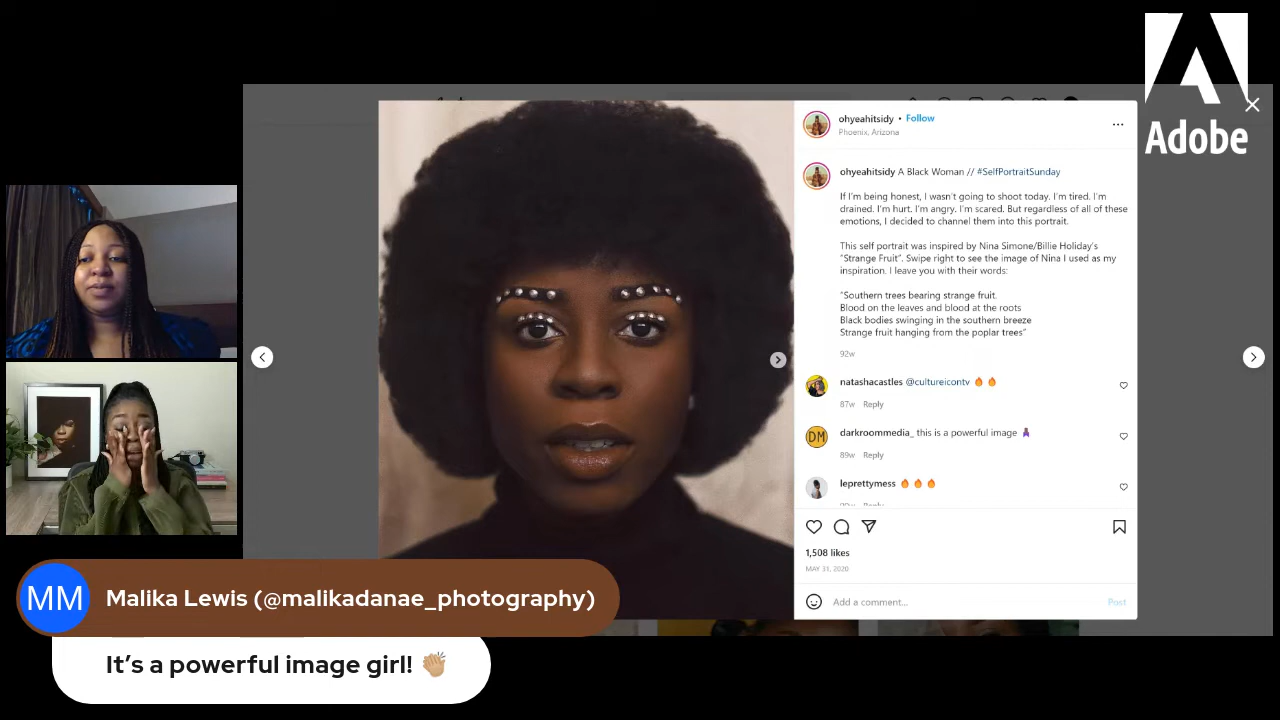 Adobe
ohyeahitsidy • Follow
Phoenix, Arizona
ohyeahitsidy A Black Woman // #SelfPortraitSunday
If I'm being honest, I wasn't going to shoot today. I'm tired. I'm
drained. I'm hurt. I'm angry. I'm scared. But regardless of all of these
emotions, I decided to channel them into this portrait.
This self portrait was inspired by Nina Simone/Billie Holiday's
"Strange Fruit". Swipe right to see the image of Nina I used as my
inspiration. I leave you with their words:
"Southern trees bearing strange fruit.
Blood on the leaves and blood at the roots
Black bodies swinging in the southern breeze
Strange fruit hanging from the poplar trees"
92w
natashacastles @cultureicontv 🔥 🔥
87w Reply
DM
darkroommedia_ this is a powerful image
89w Reply
leprettymess 🔥 🔥 🔥
1,508 likes
MAY 31, 2020
Add a comment...
Post
MM
Malika Lewis (@malikadanae_photography)
It's a powerful image girl! 👏🏼